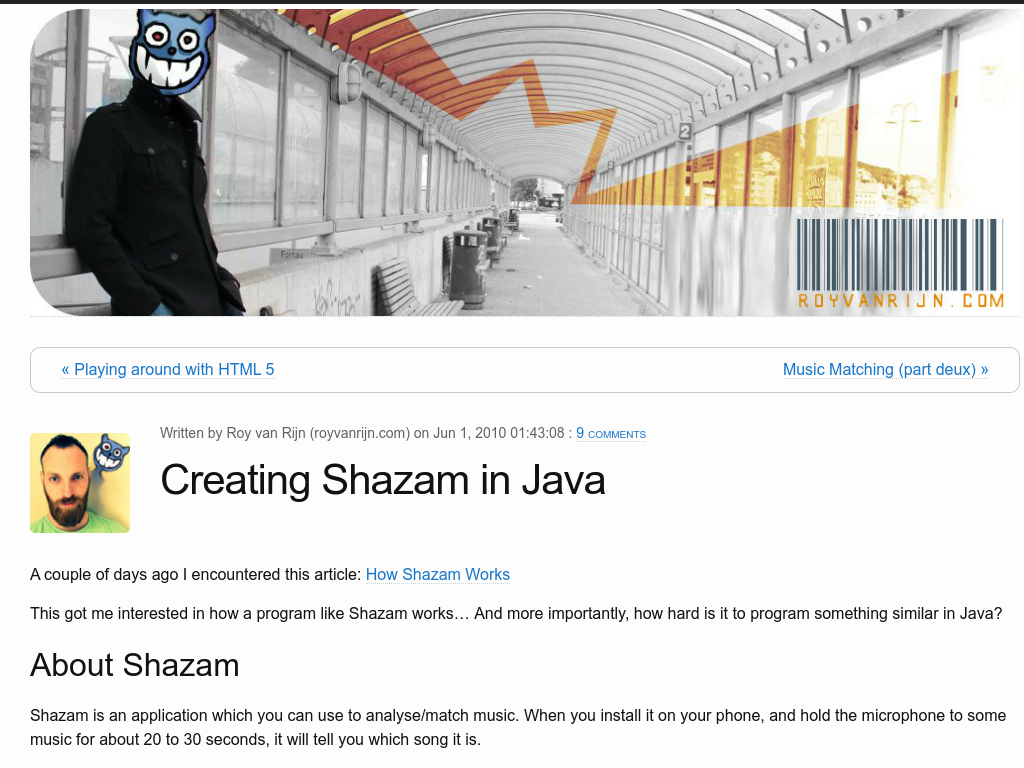 2
Fortau
ROYVANRIJN.COM
« Playing around with HTML 5
Music Matching (part deux) »
Written by Roy van Rijn (royvanrijn.com) on Jun 1, 2010 01:43:08 : 9 COMMENTS
Creating Shazam in Java
A couple of days ago I encountered this article: How Shazam Works
This got me interested in how a program like Shazam works… And more importantly, how hard is it to program something similar in Java?
About Shazam
Shazam is an application which you can use to analyse/match music. When you install it on your phone, and hold the microphone to some
music for about 20 to 30 seconds, it will tell you which song it is.